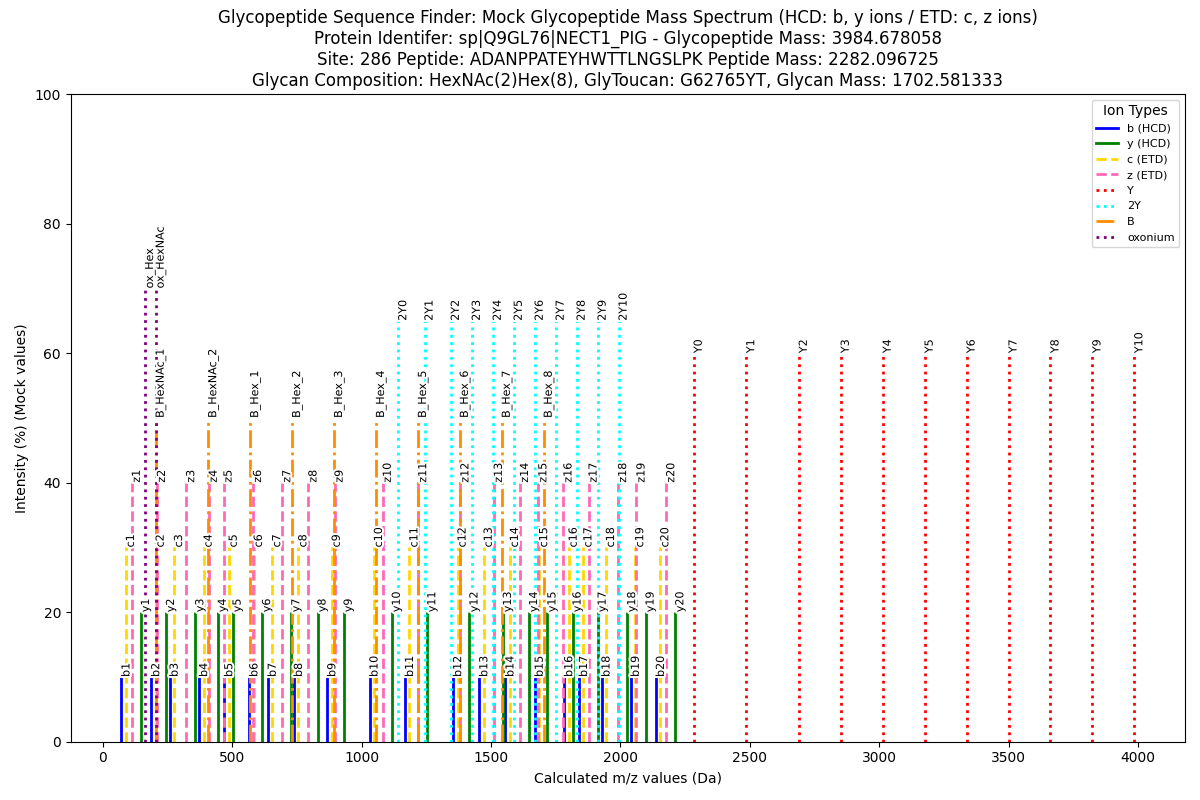 Glycopeptide Sequence Finder: Mock Glycopeptide Mass Spectrum (HCD: b, y ions / ETD: c, z ions)
Protein Identifer: sp|Q9GL76|NECT1_PIG - Glycopeptide Mass: 3984.678058
Site: 286 Peptide: ADANPPATEYHWTTLNGSLPK Peptide Mass: 2282.096725
Glycan Composition: HexNAc(2)Hex(8), GlyToucan: G62765YT, Glycan Mass: 1702.581333
Intensity (%) (Mock values)
100
80
60
40
20
0
Ion Types
b (HCD)
y (HCD)
c (ETD)
z (ETD)
Y
2Y
B
oxonium
ox_Hex
ox_HexNAc
2Y0
2Y1
2Y2
2Y3
2Y4
2Y5
2Y6
2Y7
2Y8
2Y9
2Y10
Y0
Y1
Y2
Y3
Y4
Y5
Y6
Y7
Y8
Y9
Y10
B_HexNAc_1
B_HexNAc_2
B_Hex_1
B_Hex_2
B_Hex_3
B_Hex_4
B_Hex_5
B_Hex_6
B_Hex_7
B_Hex_8
z1
z2
z3
z4
z5
z6
z7
z8
z9
z10
z11
z12
z13
z14
z15
z16
z17
z18
z19
z20
c1
c2
c3
c4
c5
c6
c7
c8
c9
c10
c11
c12
c13
c14
c15
c16
c17
c18
c19
c20
y1
y2
y3
y4
y5
y6
y7
y8
y9
y10
y11
y12
y13
y14
y15
y16
y17
y18
y19
y20
b1
b2
b3
b4
b5
b6
b7
b8
b9
b10
b11
b12
b13
b14
b15
b16
b17
b18
b19
b20
0
500
1000
1500
2000
2500
3000
3500
4000
Calculated m/z values (Da)